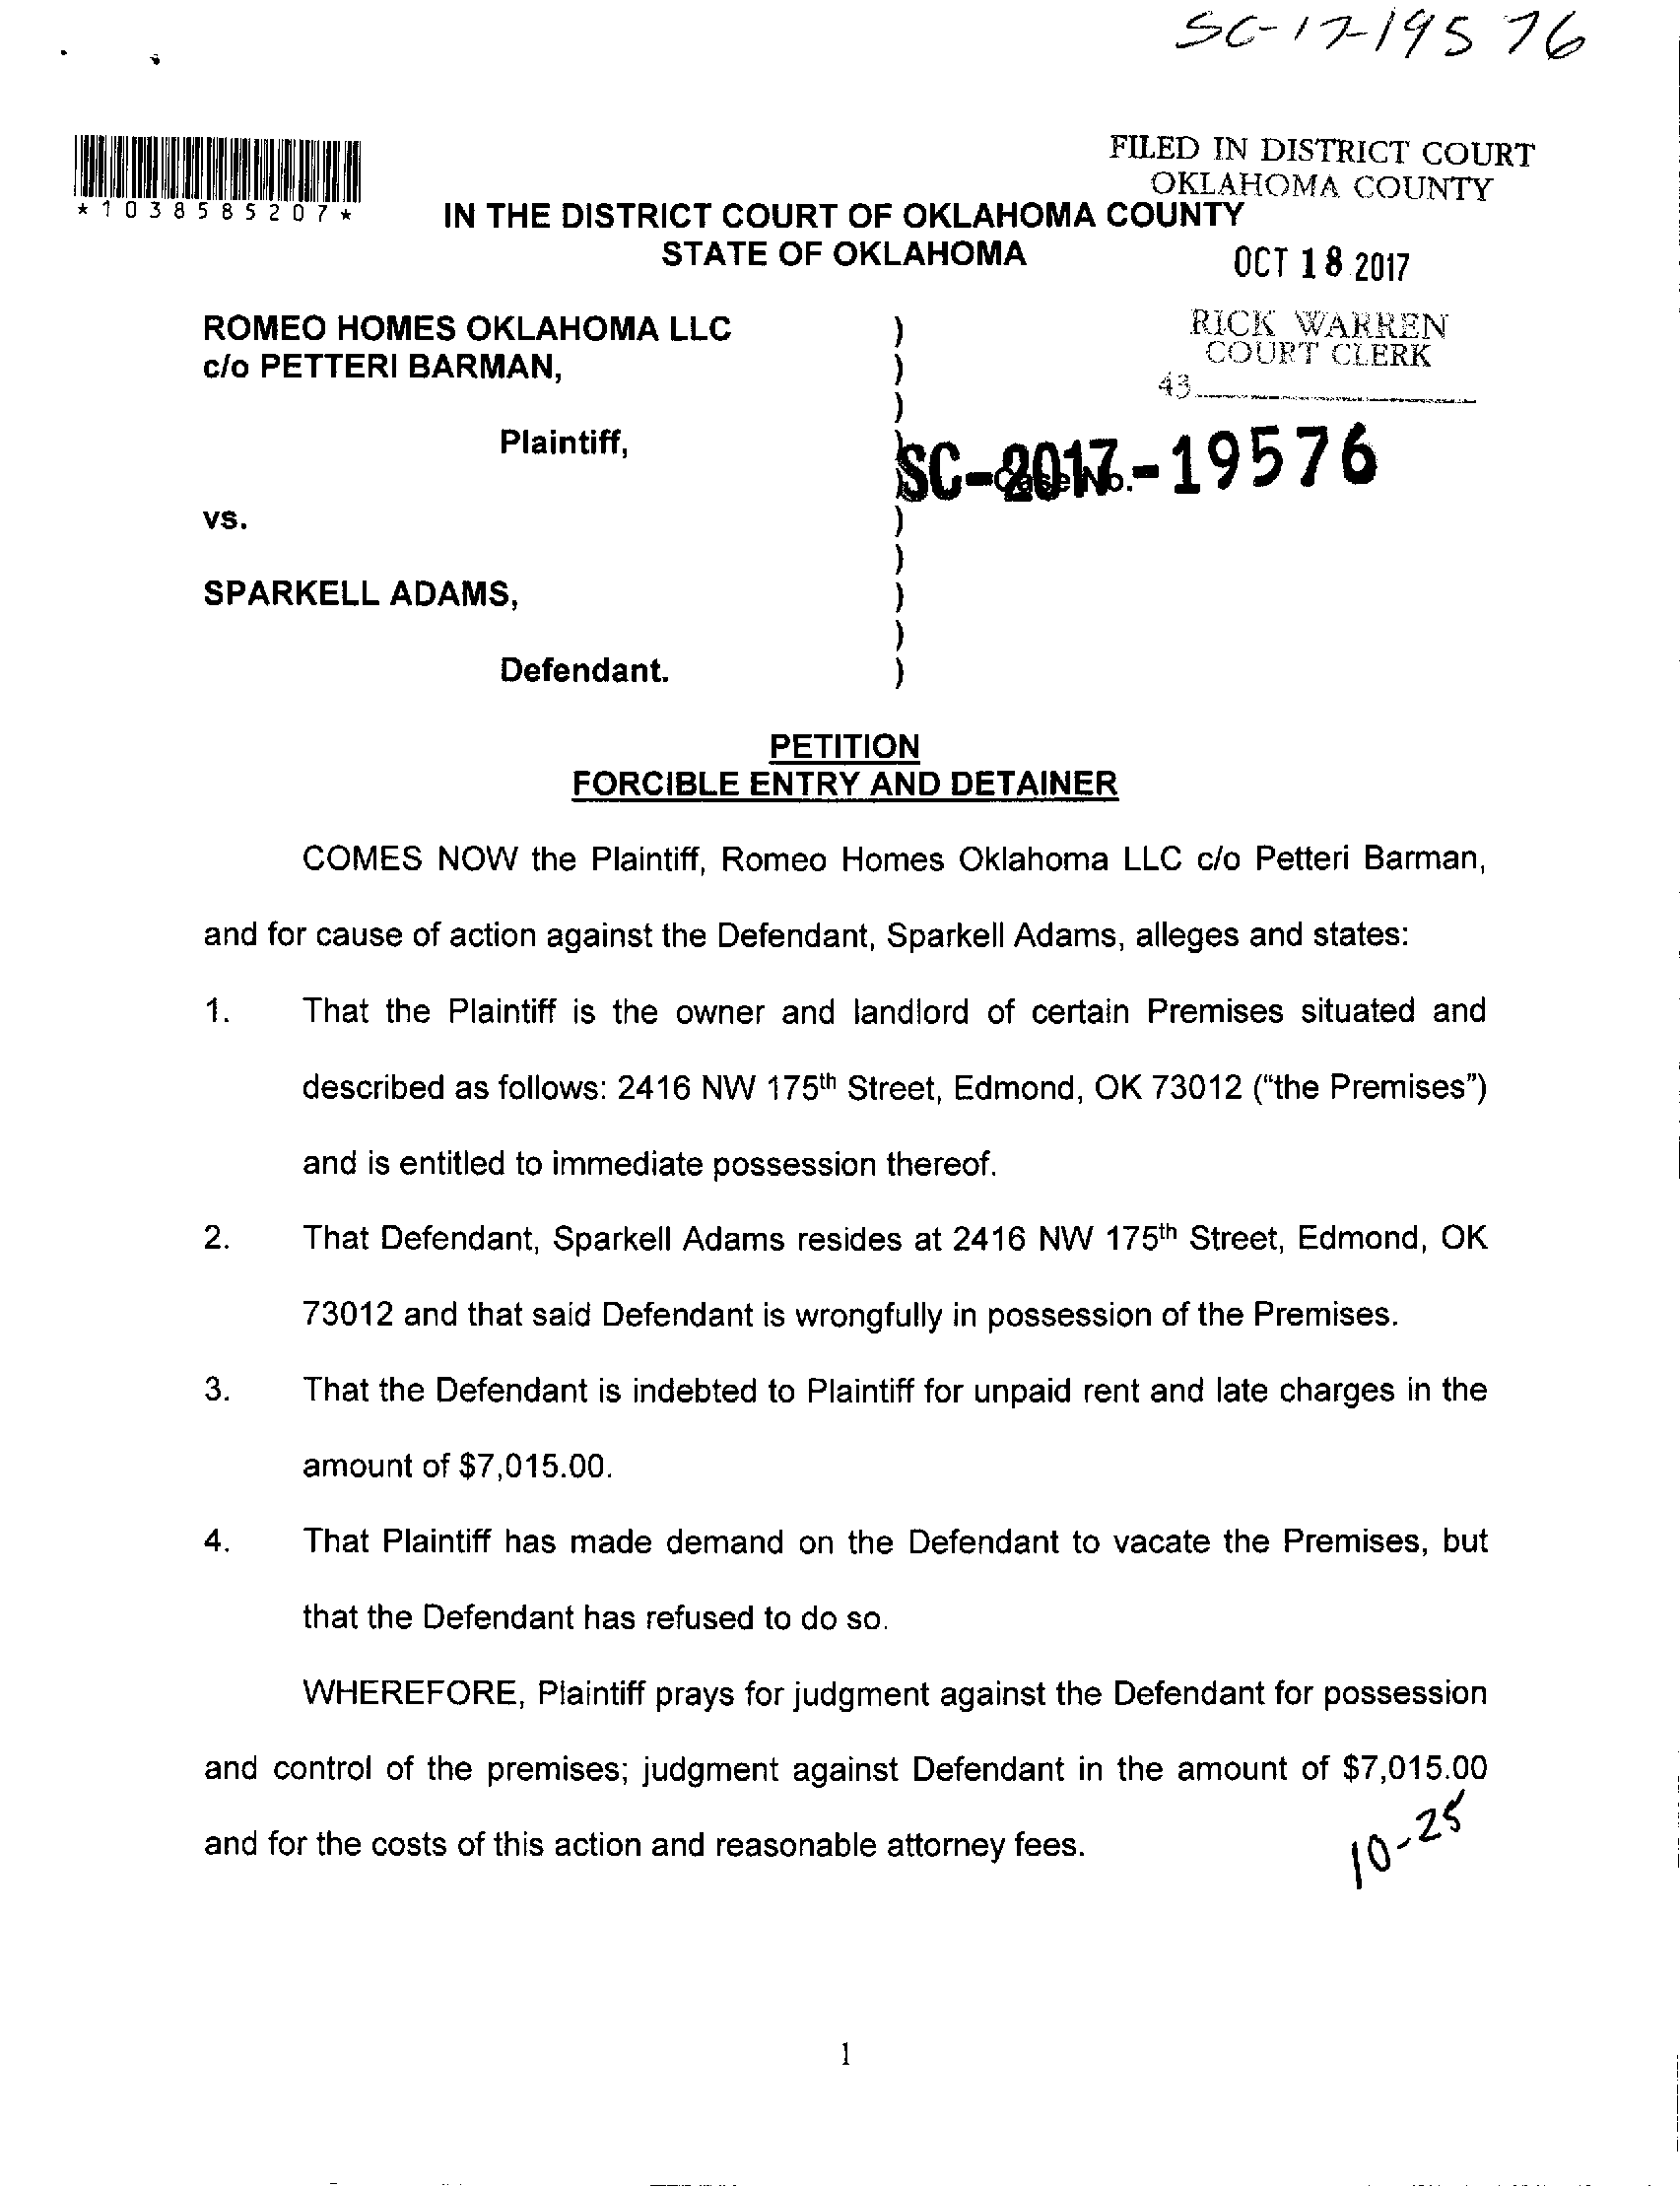 SC-17-19576
*1038585207*
FILED IN DISTRICT COURT
OKLAHOMA COUNTY
IN THE DISTRICT COURT OF OKLAHOMA COUNTY
STATE OF OKLAHOMA
OCT 18 2017
ROMEO HOMES OKLAHOMA LLC )
c/o PETTERI BARMAN, )
)
RICK WARREN
COURT CLERK
43
Plaintiff, )
Case No.
SC-2017-19576
vs. )
)
SPARKELL ADAMS, )
)
Defendant. )
PETITION
FORCIBLE ENTRY AND DETAINER
COMES NOW the Plaintiff, Romeo Homes Oklahoma LLC c/o Petteri Barman,
and for cause of action against the Defendant, Sparkell Adams, alleges and states:
1. That the Plaintiff is the owner and landlord of certain Premises situated and
described as follows: 2416 NW 175th Street, Edmond, OK 73012 (“the Premises”)
and is entitled to immediate possession thereof.
2. That Defendant, Sparkell Adams resides at 2416 NW 175th Street, Edmond, OK
73012 and that said Defendant is wrongfully in possession of the Premises.
3. That the Defendant is indebted to Plaintiff for unpaid rent and late charges in the
amount of $7,015.00.
4. That Plaintiff has made demand on the Defendant to vacate the Premises, but
that the Defendant has refused to do so.
WHEREFORE, Plaintiff prays for judgment against the Defendant for possession
and control of the premises; judgment against Defendant in the amount of $7,015.00
and for the costs of this action and reasonable attorney fees.
10-25
1